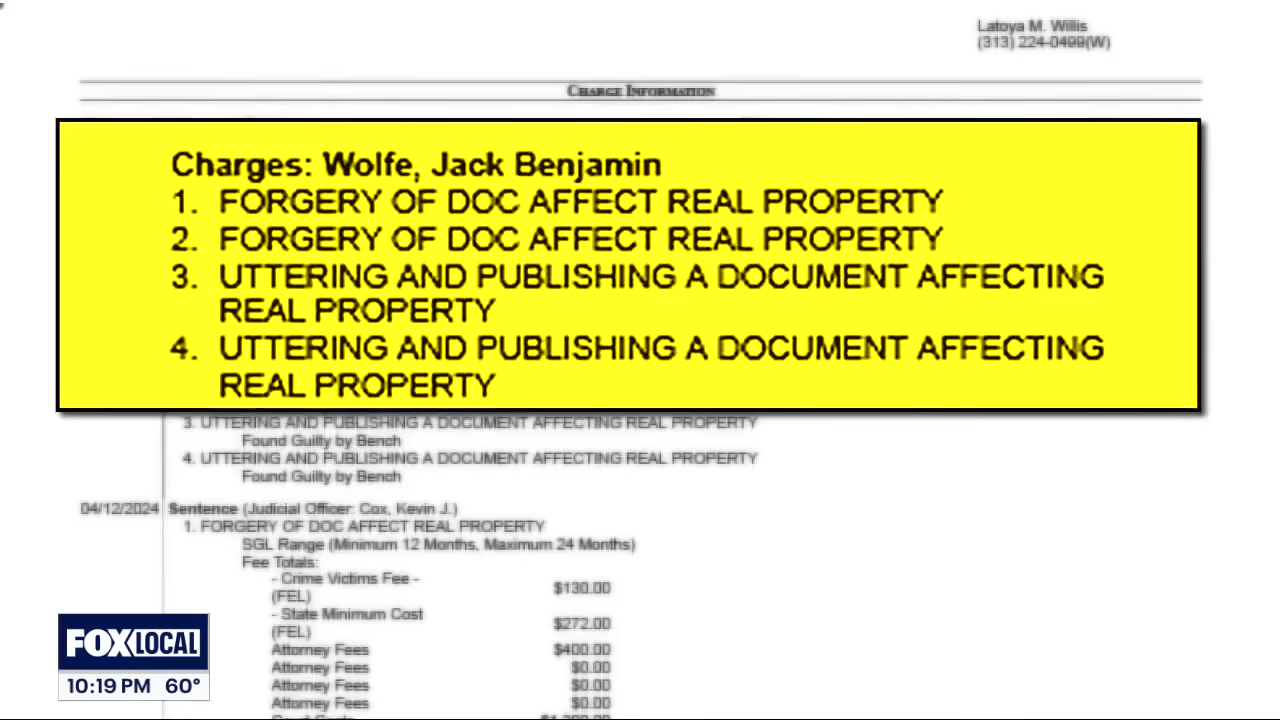 Latoya M. Willis
(313) 224-0499(W)
CHARGE INFORMATION
Charges: Wolfe, Jack Benjamin
1. FORGERY OF DOC AFFECT REAL PROPERTY
2. FORGERY OF DOC AFFECT REAL PROPERTY
3. UTTERING AND PUBLISHING A DOCUMENT AFFECTING
REAL PROPERTY
4. UTTERING AND PUBLISHING A DOCUMENT AFFECTING
REAL PROPERTY
3. UTTERING AND PUBLISHING A DOCUMENT AFFECTING REAL PROPERTY
Found Guilty by Bench
4. UTTERING AND PUBLISHING A DOCUMENT AFFECTING REAL PROPERTY
Found Guilty by Bench
04/12/2024 Sentence (Judicial Officer: Cox, Kevin J.)
1. FORGERY OF DOC AFFECT REAL PROPERTY
SGL Range (Minimum 12 Months, Maximum 24 Months)
Fee Totals:
- Crime Victims Fee -
(FEL) $130.00
- State Minimum Cost
(FEL) $272.00
Attorney Fees $400.00
Attorney Fees $0.00
Attorney Fees $0.00
Attorney Fees $0.00
FOX LOCAL
10:19 PM 60°